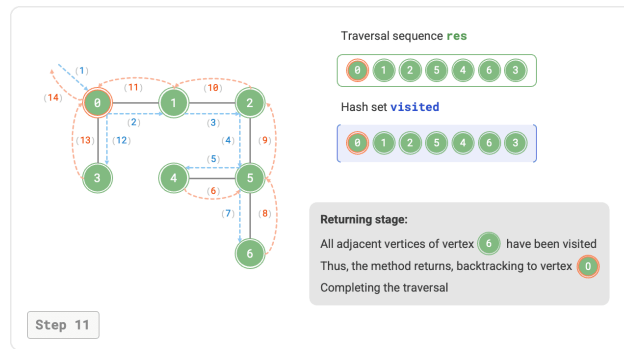 Traversal sequence res
0 1 2 5 4 6 3
Hash set visited
0 1 2 5 4 6 3
(1)
(11) (10)
(14)
0 1 2
(2) (3)
(13) (12) (4) (9)
(5)
3 4 5
(6)
(7) (8)
6
Returning stage:
All adjacent vertices of vertex 6 have been visited
Thus, the method returns, backtracking to vertex 0
Completing the traversal
Step 11